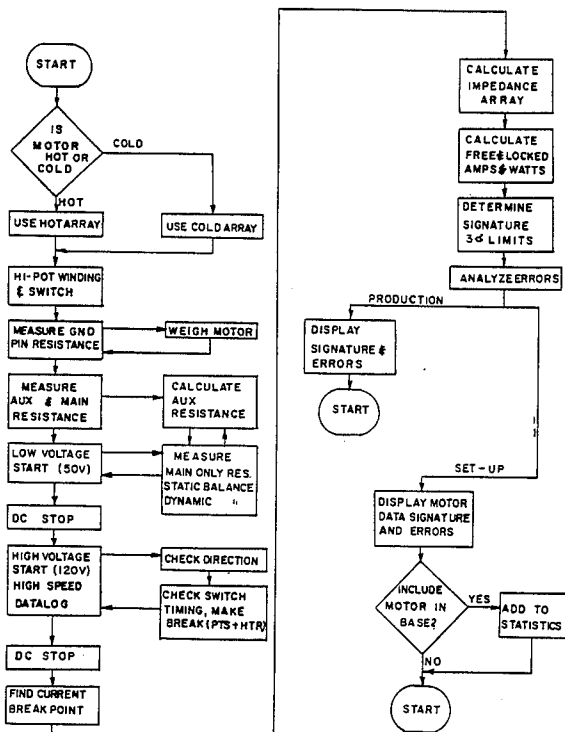 START
IS
MOTOR
HOT OR
COLD
COLD
HOT
USE HOT ARRAY
USE COLD ARRAY
HI-POT WINDING
& SWITCH
MEASURE GND
PIN RESISTANCE
WEIGH MOTOR
MEASURE
AUX & MAIN
RESISTANCE
CALCULATE
AUX
RESISTANCE
LOW VOLTAGE
START (50V)
MEASURE
MAIN ONLY RES.
STATIC BALANCE
DYNAMIC "
DC STOP
HIGH VOLTAGE
START (120V)
HIGH SPEED
DATALOG
CHECK DIRECTION
CHECK SWITCH
TIMING, MAKE
BREAK (PTS+HTR)
DC STOP
FIND CURRENT
BREAK POINT
CALCULATE
IMPEDANCE
ARRAY
CALCULATE
FREE & LOCKED
AMPS & WATTS
DETERMINE
SIGNATURE
3σ LIMITS
ANALYZE ERRORS
PRODUCTION
DISPLAY
SIGNATURE &
ERRORS
START
SET-UP
DISPLAY MOTOR
DATA SIGNATURE
AND ERRORS
INCLUDE
MOTOR IN
BASE?
YES
ADD TO
STATISTICS
NO
START